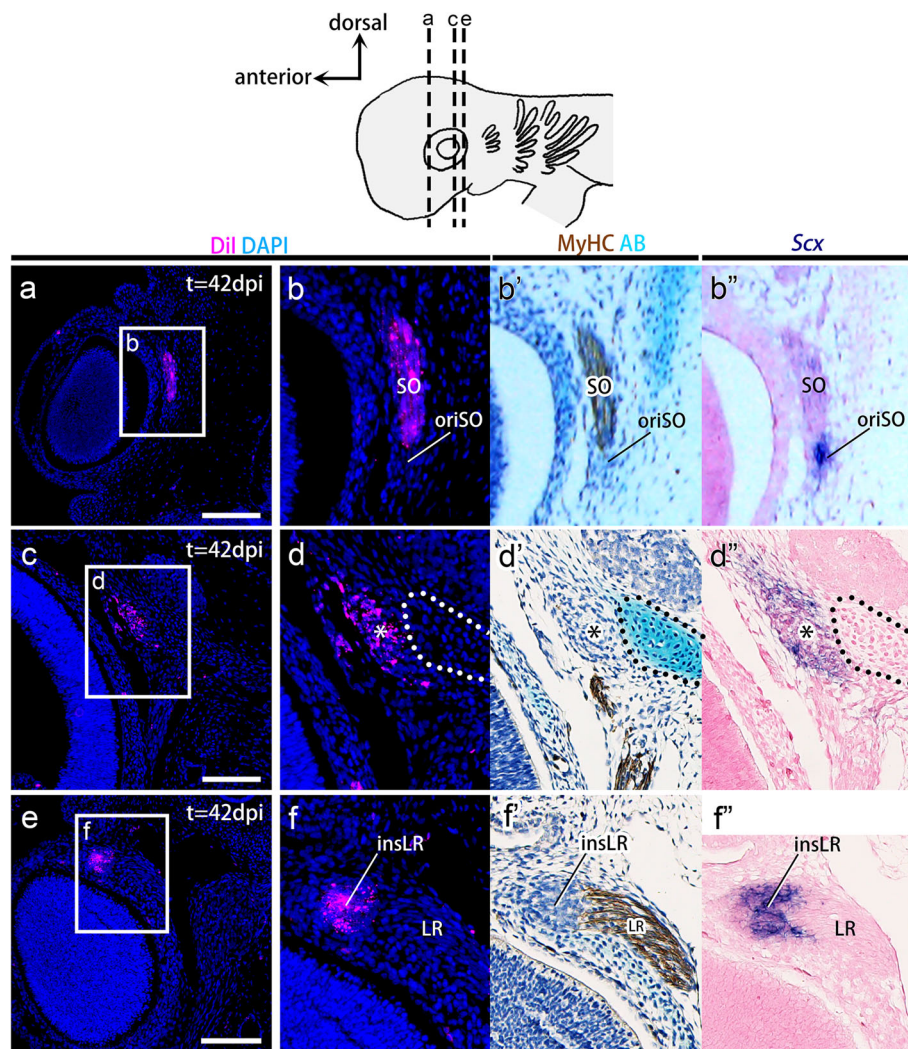 a c e
dorsal
anterior
DiI DAPI MyHC AB Scx
a t=42dpi b b' b"
b
SO SO SO
oriSO oriSO oriSO
c t=42dpi d d' d"
d
* * *
e t=42dpi f f' f"
f
insLR insLR insLR
LR LR LR